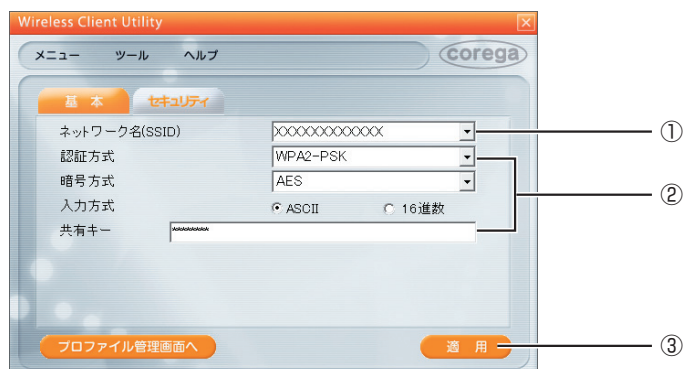 Wireless Client Utility
メニュー ツール ヘルプ corega
基 本 セキュリティ
ネットワーク名(SSID) XXXXXXXXXXXX ①
認証方式 WPA2-PSK
暗号方式 AES ②
入力方式 ASCII 16進数
共有キー **********
プロファイル管理画面へ 適 用 ③